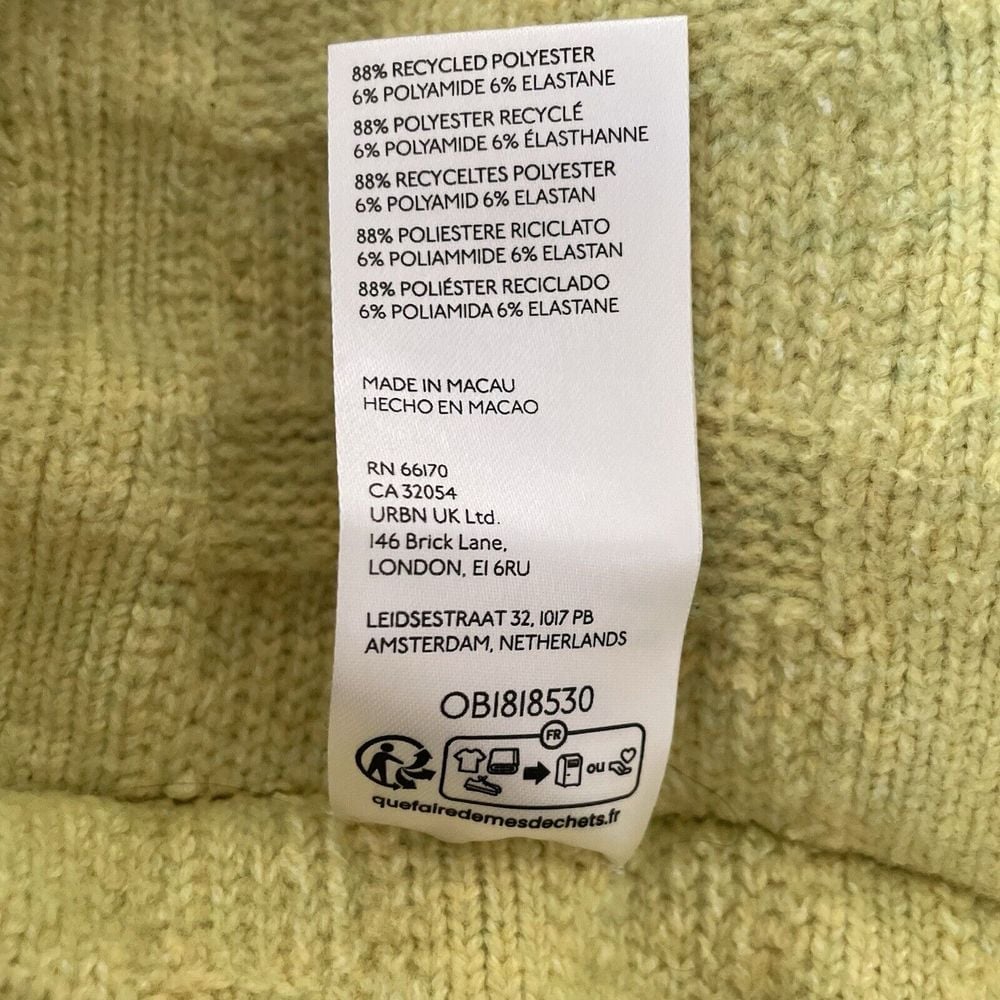 88% RECYCLED POLYESTER
6% POLYAMIDE 6% ELASTANE
88% POLYESTER RECYCLÉ
6% POLYAMIDE 6% ÉLASTHANNE
88% RECYCELTES POLYESTER
6% POLYAMID 6% ELASTAN
88% POLIESTERE RICICLATO
6% POLIAMMIDE 6% ELASTAN
88% POLIÉSTER RECICLADO
6% POLIAMIDA 6% ELASTANE
MADE IN MACAU
HECHO EN MACAO
RN 66170
CA 32054
URBN UK Ltd.
146 Brick Lane,
LONDON, E1 6RU
LEIDSESTRAAT 32, 1017 PB
AMSTERDAM, NETHERLANDS
OB1818530
FR
ou
quefairedemesdechets.fr